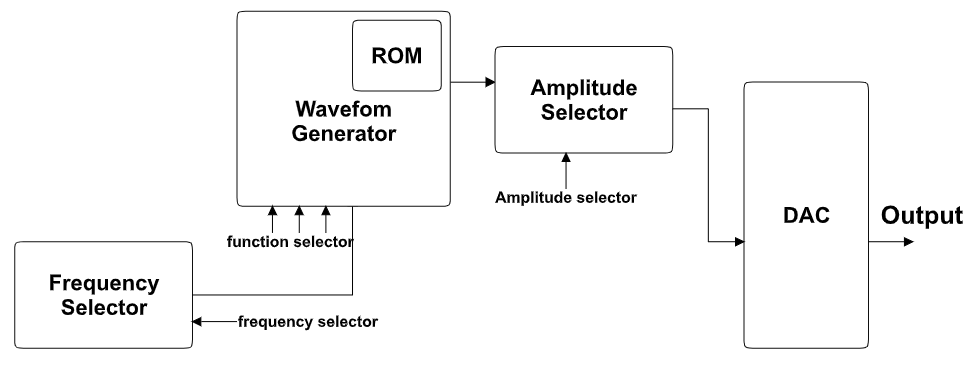 ROM
Wavefom
Generator
Amplitude
Selector
Amplitude selector
DAC
Output
function selector
Frequency
Selector
frequency selector